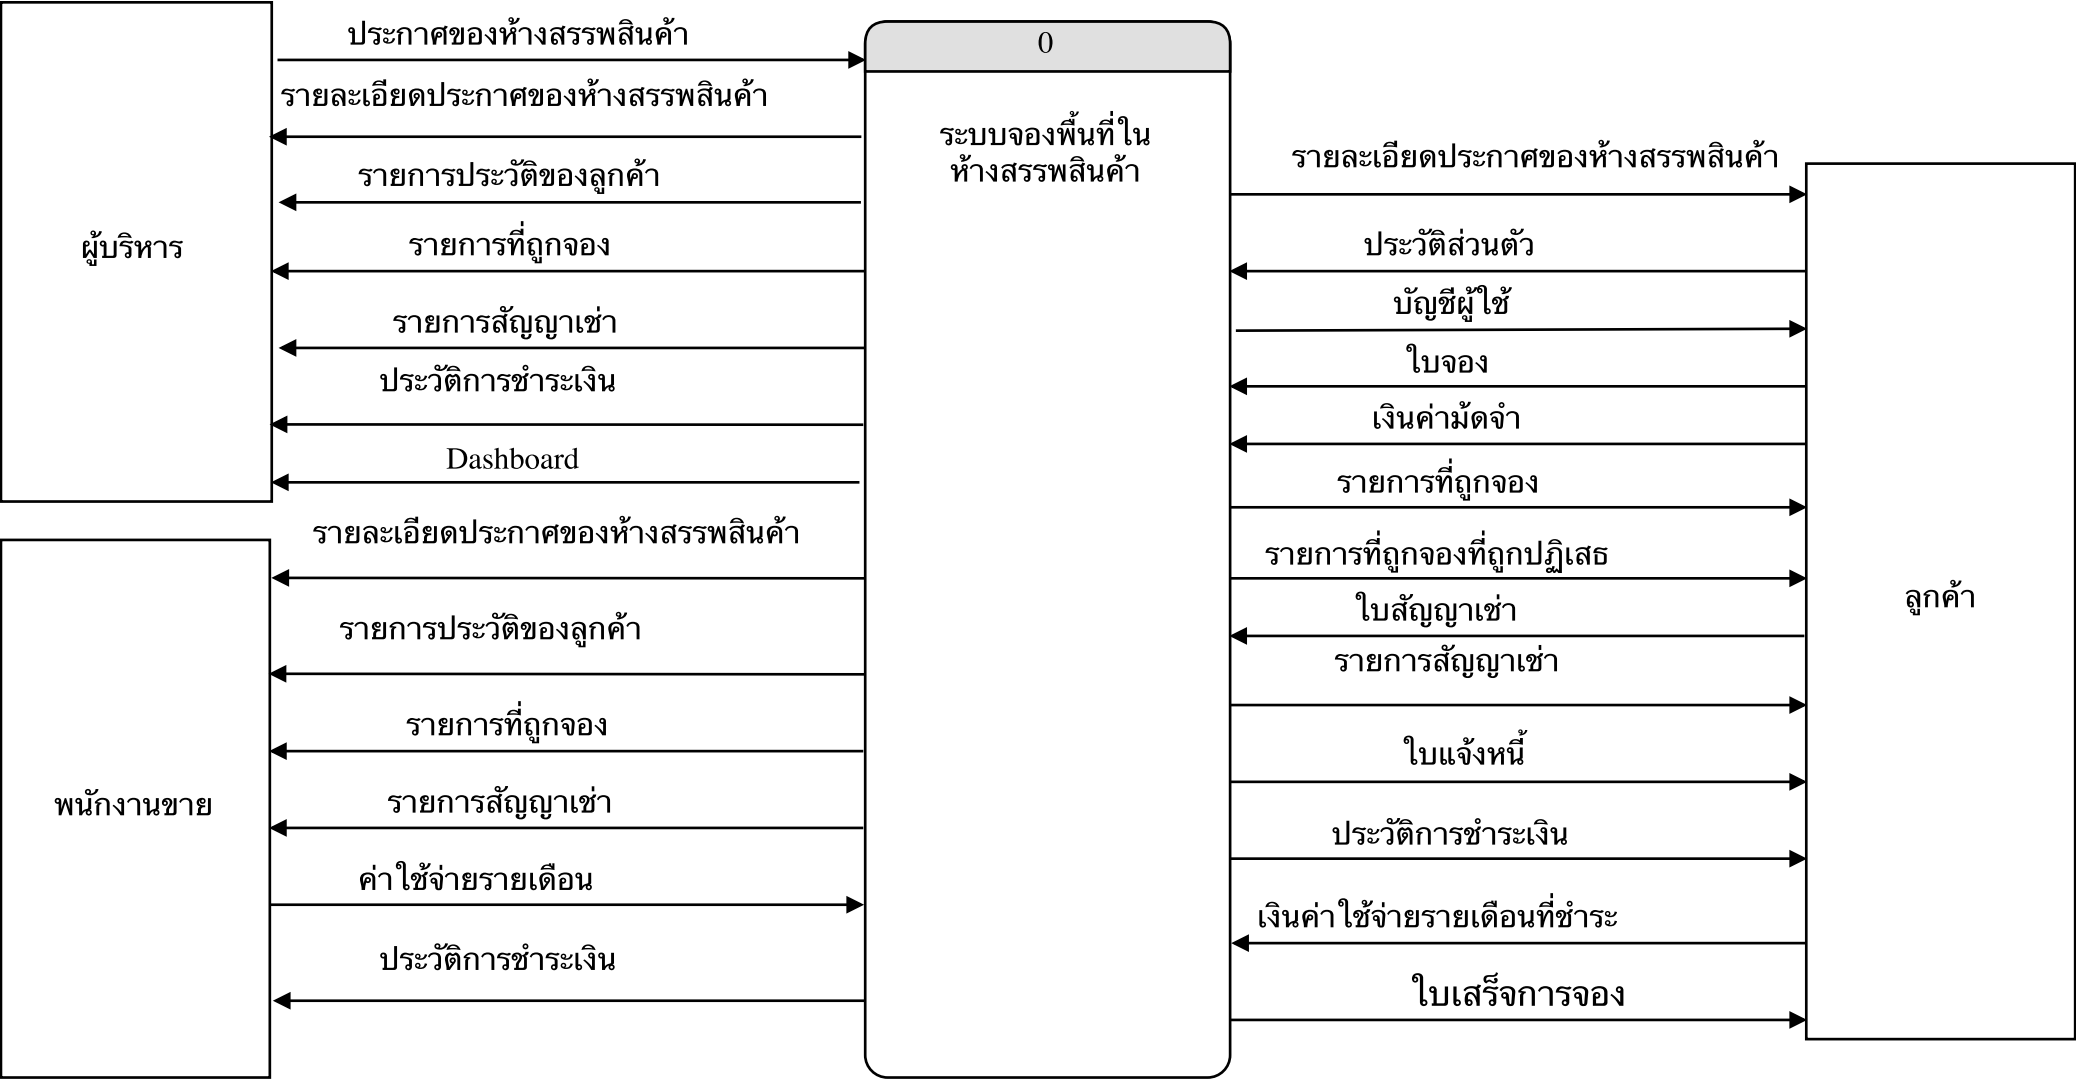 ผู้บริหาร
ประกาศของห้างสรรพสินค้า
รายละเอียดประกาศของห้างสรรพสินค้า
รายการประวัติของลูกค้า
รายการที่ถูกจอง
รายการสัญญาเช่า
ประวัติการชำระเงิน
Dashboard
พนักงานขาย
รายละเอียดประกาศของห้างสรรพสินค้า
รายการประวัติของลูกค้า
รายการที่ถูกจอง
รายการสัญญาเช่า
ค่าใช้จ่ายรายเดือน
ประวัติการชำระเงิน
0
ระบบจองพื้นที่ใน
ห้างสรรพสินค้า
รายละเอียดประกาศของห้างสรรพสินค้า
ประวัติส่วนตัว
บัญชีผู้ใช้
ใบจอง
เงินค่ามัดจำ
รายการที่ถูกจอง
รายการที่ถูกจองที่ถูกปฏิเสธ
ใบสัญญาเช่า
รายการสัญญาเช่า
ใบแจ้งหนี้
ประวัติการชำระเงิน
เงินค่าใช้จ่ายรายเดือนที่ชำระ
ใบเสร็จการจอง
ลูกค้า